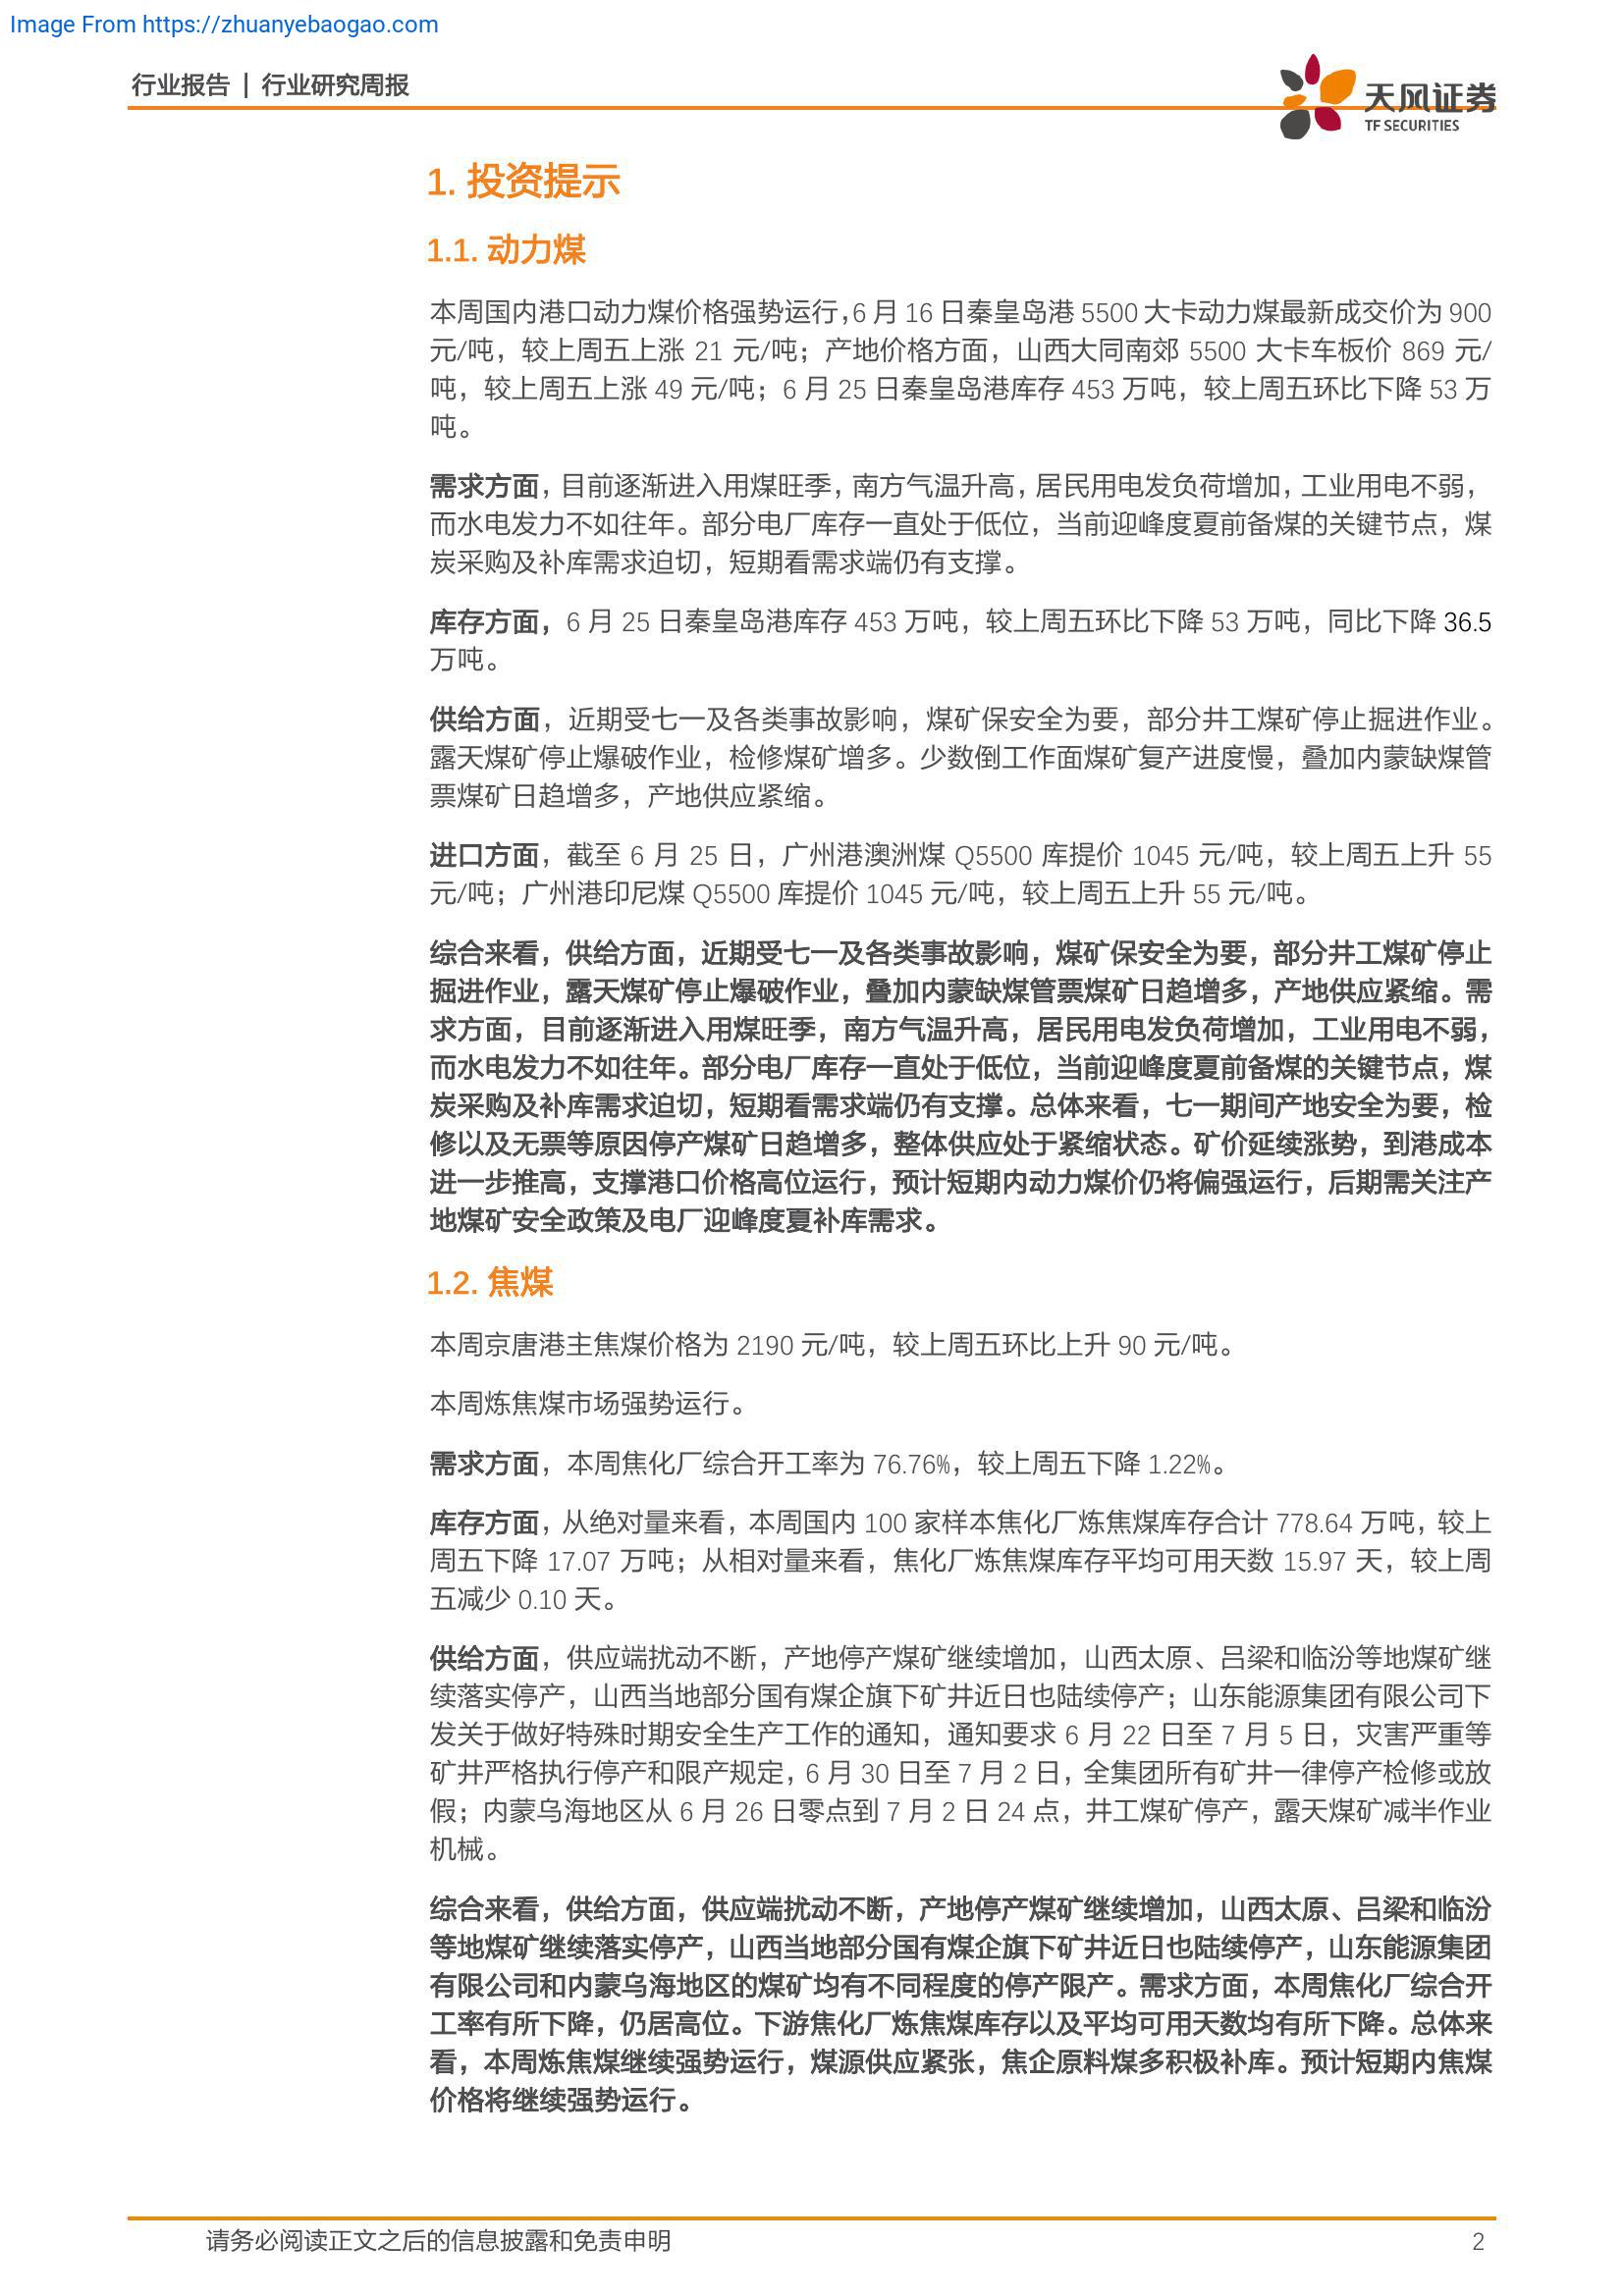 Image From https://zhuanyebaogao.com
行业报告 | 行业研究周报
天风证券
TF SECURITIES
1. 投资提示
1.1. 动力煤
本周国内港口动力煤价格强势运行，6 月 16 日秦皇岛港 5500 大卡动力煤最新成交价为 900
元/吨，较上周五上涨 21 元/吨；产地价格方面，山西大同南郊 5500 大卡车板价 869 元/
吨，较上周五上涨 49 元/吨；6 月 25 日秦皇岛港库存 453 万吨，较上周五环比下降 53 万
吨。
需求方面，目前逐渐进入用煤旺季，南方气温升高，居民用电发负荷增加，工业用电不弱，
而水电发力不如往年。部分电厂库存一直处于低位，当前迎峰度夏前备煤的关键节点，煤
炭采购及补库需求迫切，短期看需求端仍有支撑。
库存方面，6 月 25 日秦皇岛港库存 453 万吨，较上周五环比下降 53 万吨，同比下降 36.5
万吨。
供给方面，近期受七一及各类事故影响，煤矿保安全为要，部分井工煤矿停止掘进作业。
露天煤矿停止爆破作业，检修煤矿增多。少数倒工作面煤矿复产进度慢，叠加内蒙缺煤管
票煤矿日趋增多，产地供应紧缩。
进口方面，截至 6 月 25 日，广州港澳洲煤 Q5500 库提价 1045 元/吨，较上周五上升 55
元/吨；广州港印尼煤 Q5500 库提价 1045 元/吨，较上周五上升 55 元/吨。
综合来看，供给方面，近期受七一及各类事故影响，煤矿保安全为要，部分井工煤矿停止
掘进作业，露天煤矿停止爆破作业，叠加内蒙缺煤管票煤矿日趋增多，产地供应紧缩。需
求方面，目前逐渐进入用煤旺季，南方气温升高，居民用电发负荷增加，工业用电不弱，
而水电发力不如往年。部分电厂库存一直处于低位，当前迎峰度夏前备煤的关键节点，煤
炭采购及补库需求迫切，短期看需求端仍有支撑。总体来看，七一期间产地安全为要，检
修以及无票等原因停产煤矿日趋增多，整体供应处于紧缩状态。矿价延续涨势，到港成本
进一步推高，支撑港口价格高位运行，预计短期内动力煤价仍将偏强运行，后期需关注产
地煤矿安全政策及电厂迎峰度夏补库需求。
1.2. 焦煤
本周京唐港主焦煤价格为 2190 元/吨，较上周五环比上升 90 元/吨。
本周炼焦煤市场强势运行。
需求方面，本周焦化厂综合开工率为 76.76%，较上周五下降 1.22%。
库存方面，从绝对量来看，本周国内 100 家样本焦化厂炼焦煤库存合计 778.64 万吨，较上
周五下降 17.07 万吨；从相对量来看，焦化厂炼焦煤库存平均可用天数 15.97 天，较上周
五减少 0.10 天。
供给方面，供应端扰动不断，产地停产煤矿继续增加，山西太原、吕梁和临汾等地煤矿继
续落实停产，山西当地部分国有煤企旗下矿井近日也陆续停产；山东能源集团有限公司下
发关于做好特殊时期安全生产工作的通知，通知要求 6 月 22 日至 7 月 5 日，灾害严重等
矿井严格执行停产和限产规定，6 月 30 日至 7 月 2 日，全集团所有矿井一律停产检修或放
假；内蒙乌海地区从 6 月 26 日零点到 7 月 2 日 24 点，井工煤矿停产，露天煤矿减半作业
机械。
综合来看，供给方面，供应端扰动不断，产地停产煤矿继续增加，山西太原、吕梁和临汾
等地煤矿继续落实停产，山西当地部分国有煤企旗下矿井近日也陆续停产，山东能源集团
有限公司和内蒙乌海地区的煤矿均有不同程度的停产限产。需求方面，本周焦化厂综合开
工率有所下降，仍居高位。下游焦化厂炼焦煤库存以及平均可用天数均有所下降。总体来
看，本周炼焦煤继续强势运行，煤源供应紧张，焦企原料煤多积极补库。预计短期内焦煤
价格将继续强势运行。
请务必阅读正文之后的信息披露和免责申明
2